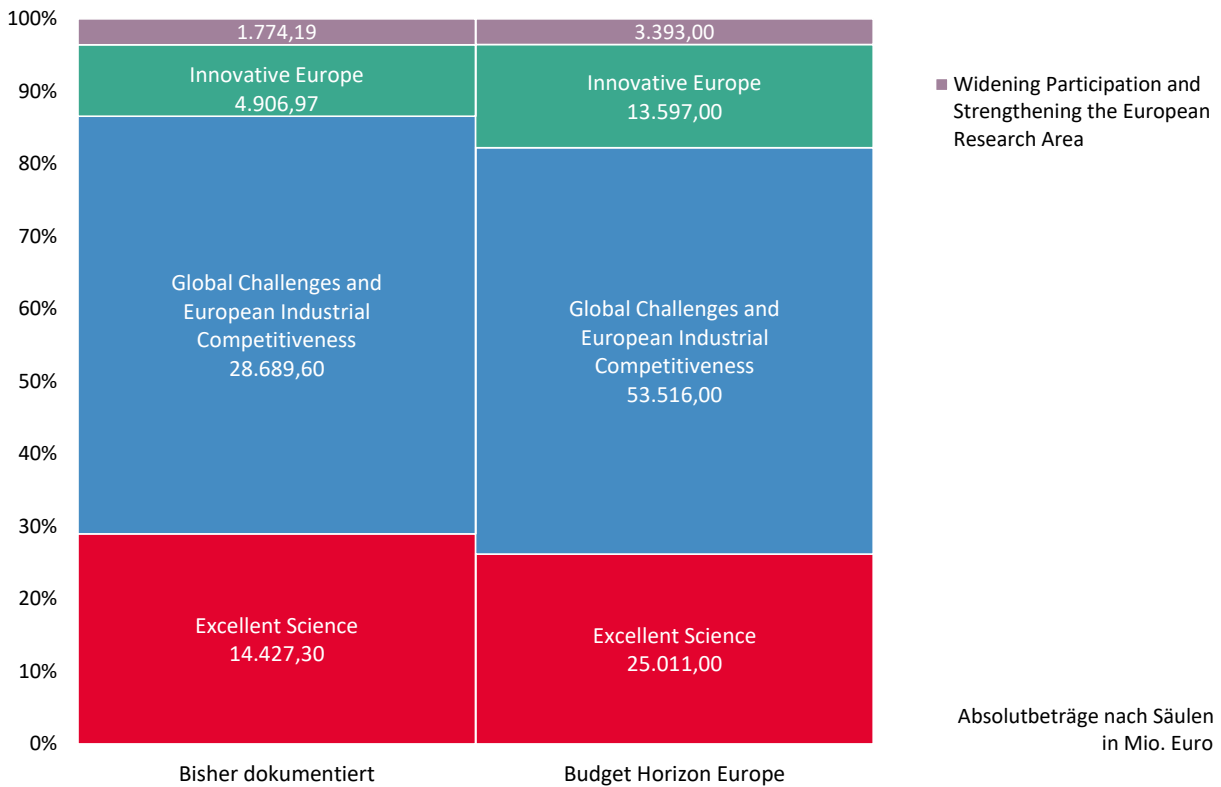 100%
90%
80%
70%
60%
50%
40%
30%
20%
10%
0%
1.774,19
Innovative Europe
4.906,97
Global Challenges and
European Industrial
Competitiveness
28.689,60
Excellent Science
14.427,30
Bisher dokumentiert
3.393,00
Innovative Europe
13.597,00
Global Challenges and
European Industrial
Competitiveness
53.516,00
Excellent Science
25.011,00
Budget Horizon Europe
Widening Participation and
Strengthening the European
Research Area
Absolutbeträge nach Säulen
in Mio. Euro